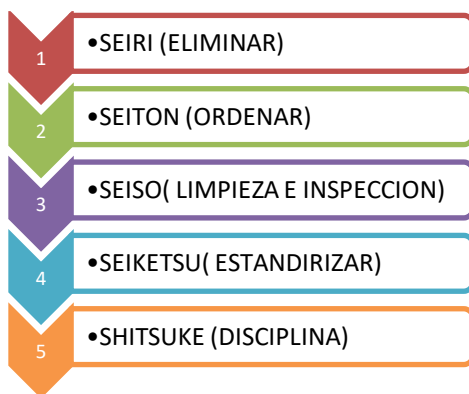 1
•SEIRI (ELIMINAR)
2
•SEITON (ORDENAR)
3
•SEISO( LIMPIEZA E INSPECCION)
4
•SEIKETSU( ESTANDIRIZAR)
5
•SHITSUKE (DISCIPLINA)